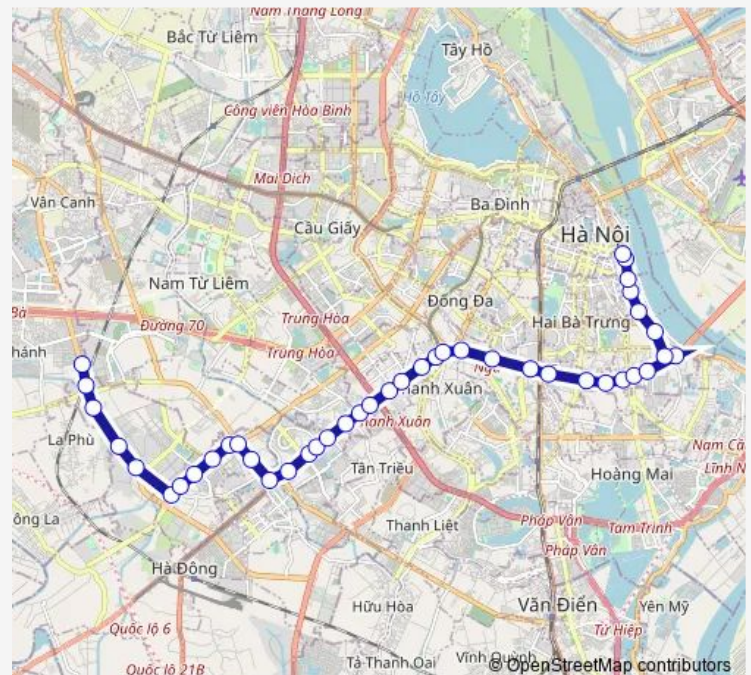 Nam Thăng Long
Bắc Từ Liêm
Tây Hồ
Hồ Tây
Công viên Hòa Bình
Mai Dịch
Vân Canh
Ba Đình
Cầu Giấy
Hà Nội
Nam Từ Liêm
Đống Đa
Trung Hòa
Hai Bà Trưng
Đường 70
Trung Hòa
hánh
Thanh Xuân
Thanh Xuân
La Phù
Tân Triều
Hoàng Mai
Thanh Liệt
Pháp Vân
Tam Trinh
Pháp Vân
Hà Đông
Hữu Hòa
Văn Điển
Yên Mỹ
Quốc lộ 6
Từ Hiệp
Tả Thanh Oai
Vĩnh Quỳnh
Quốc lộ 21B
© OpenStreetMap contributors